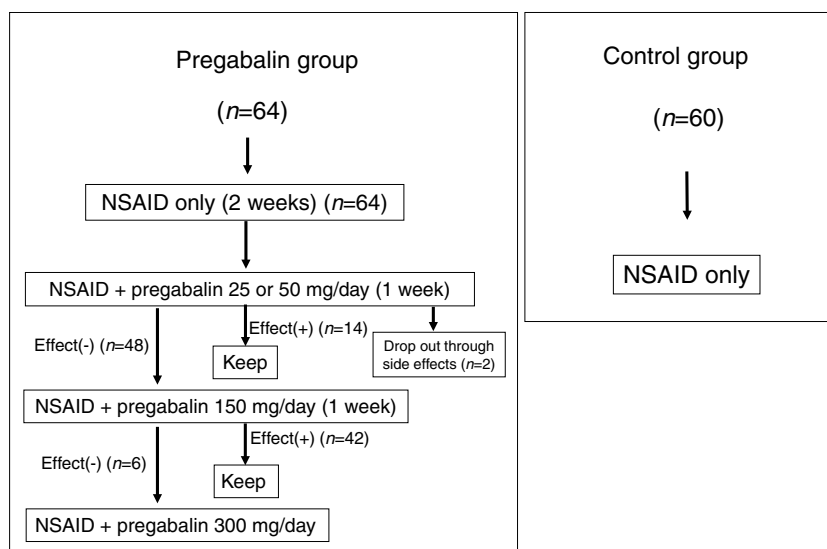 Pregabalin group
(n=64)
NSAID only (2 weeks) (n=64)
NSAID + pregabalin 25 or 50 mg/day (1 week)
Effect(-) (n=48)
Effect(+) (n=14)
Keep
Drop out through
side effects (n=2)
NSAID + pregabalin 150 mg/day (1 week)
Effect(-) (n=6)
Effect(+) (n=42)
Keep
NSAID + pregabalin 300 mg/day
Control group
(n=60)
NSAID only